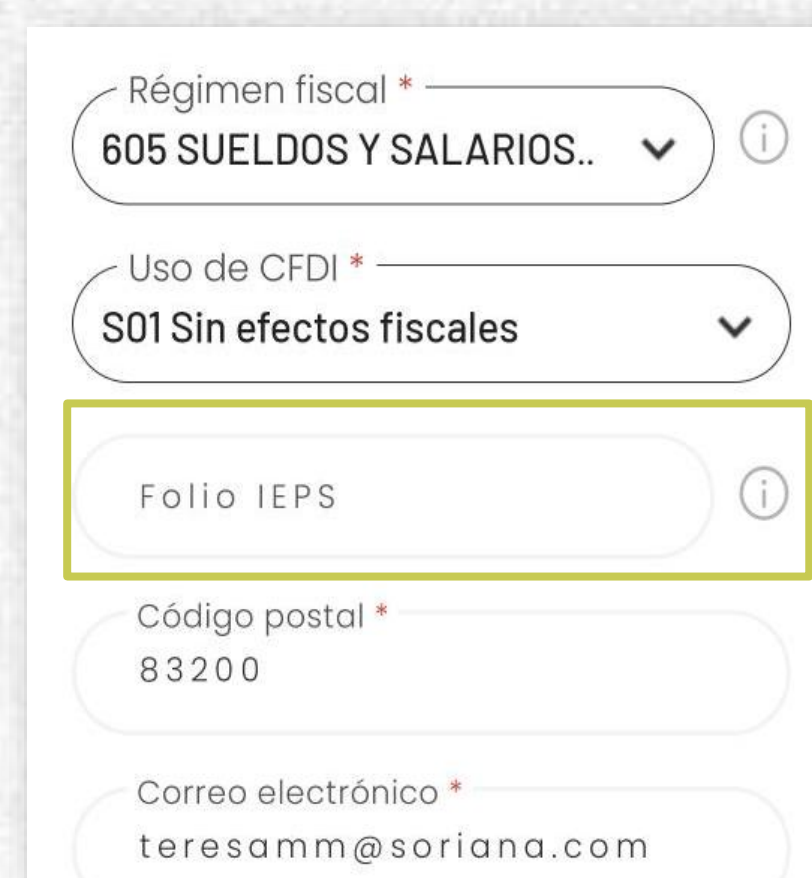 Régimen fiscal *
605 SUELDOS Y SALARIOS..
Uso de CFDI *
S01 Sin efectos fiscales
Folio IEPS
Código postal *
83200
Correo electrónico *
teresamm@soriana.com